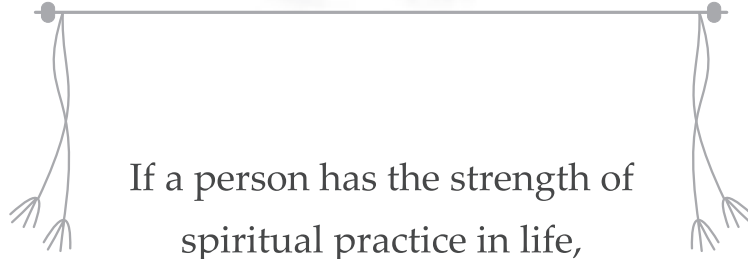 If a person has the strength of
spiritual practice in life,